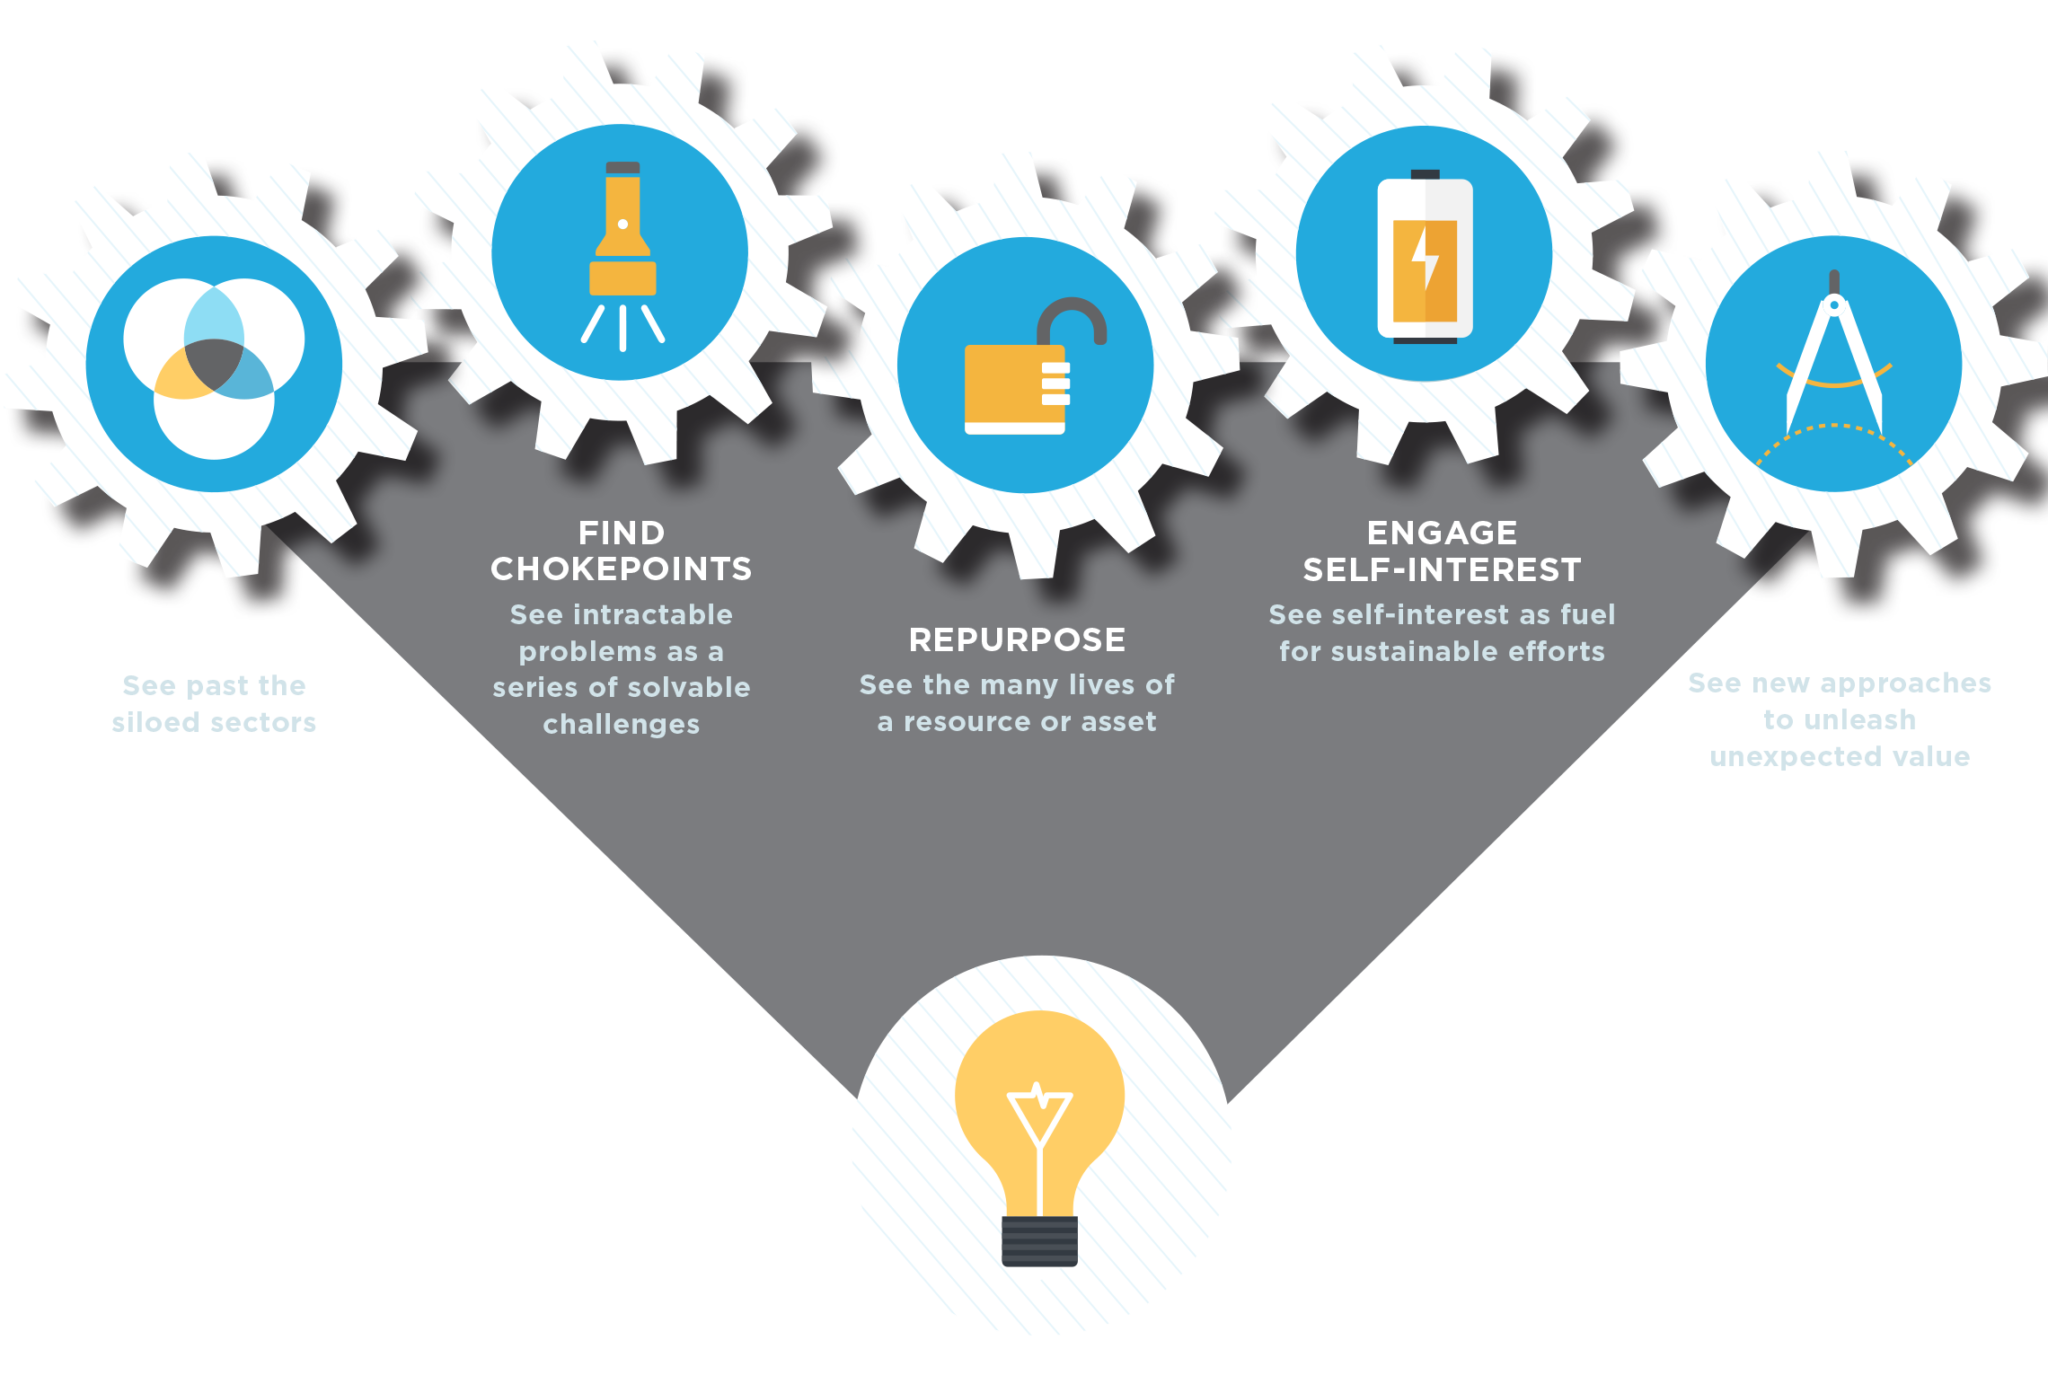 See past the
siloed sectors
FIND
CHOKEPOINTS
See intractable
problems as a
series of solvable
challenges
REPURPOSE
See the many lives of
a resource or asset
ENGAGE
SELF-INTEREST
See self-interest as fuel
for sustainable efforts
See new approaches
to unleash
unexpected value